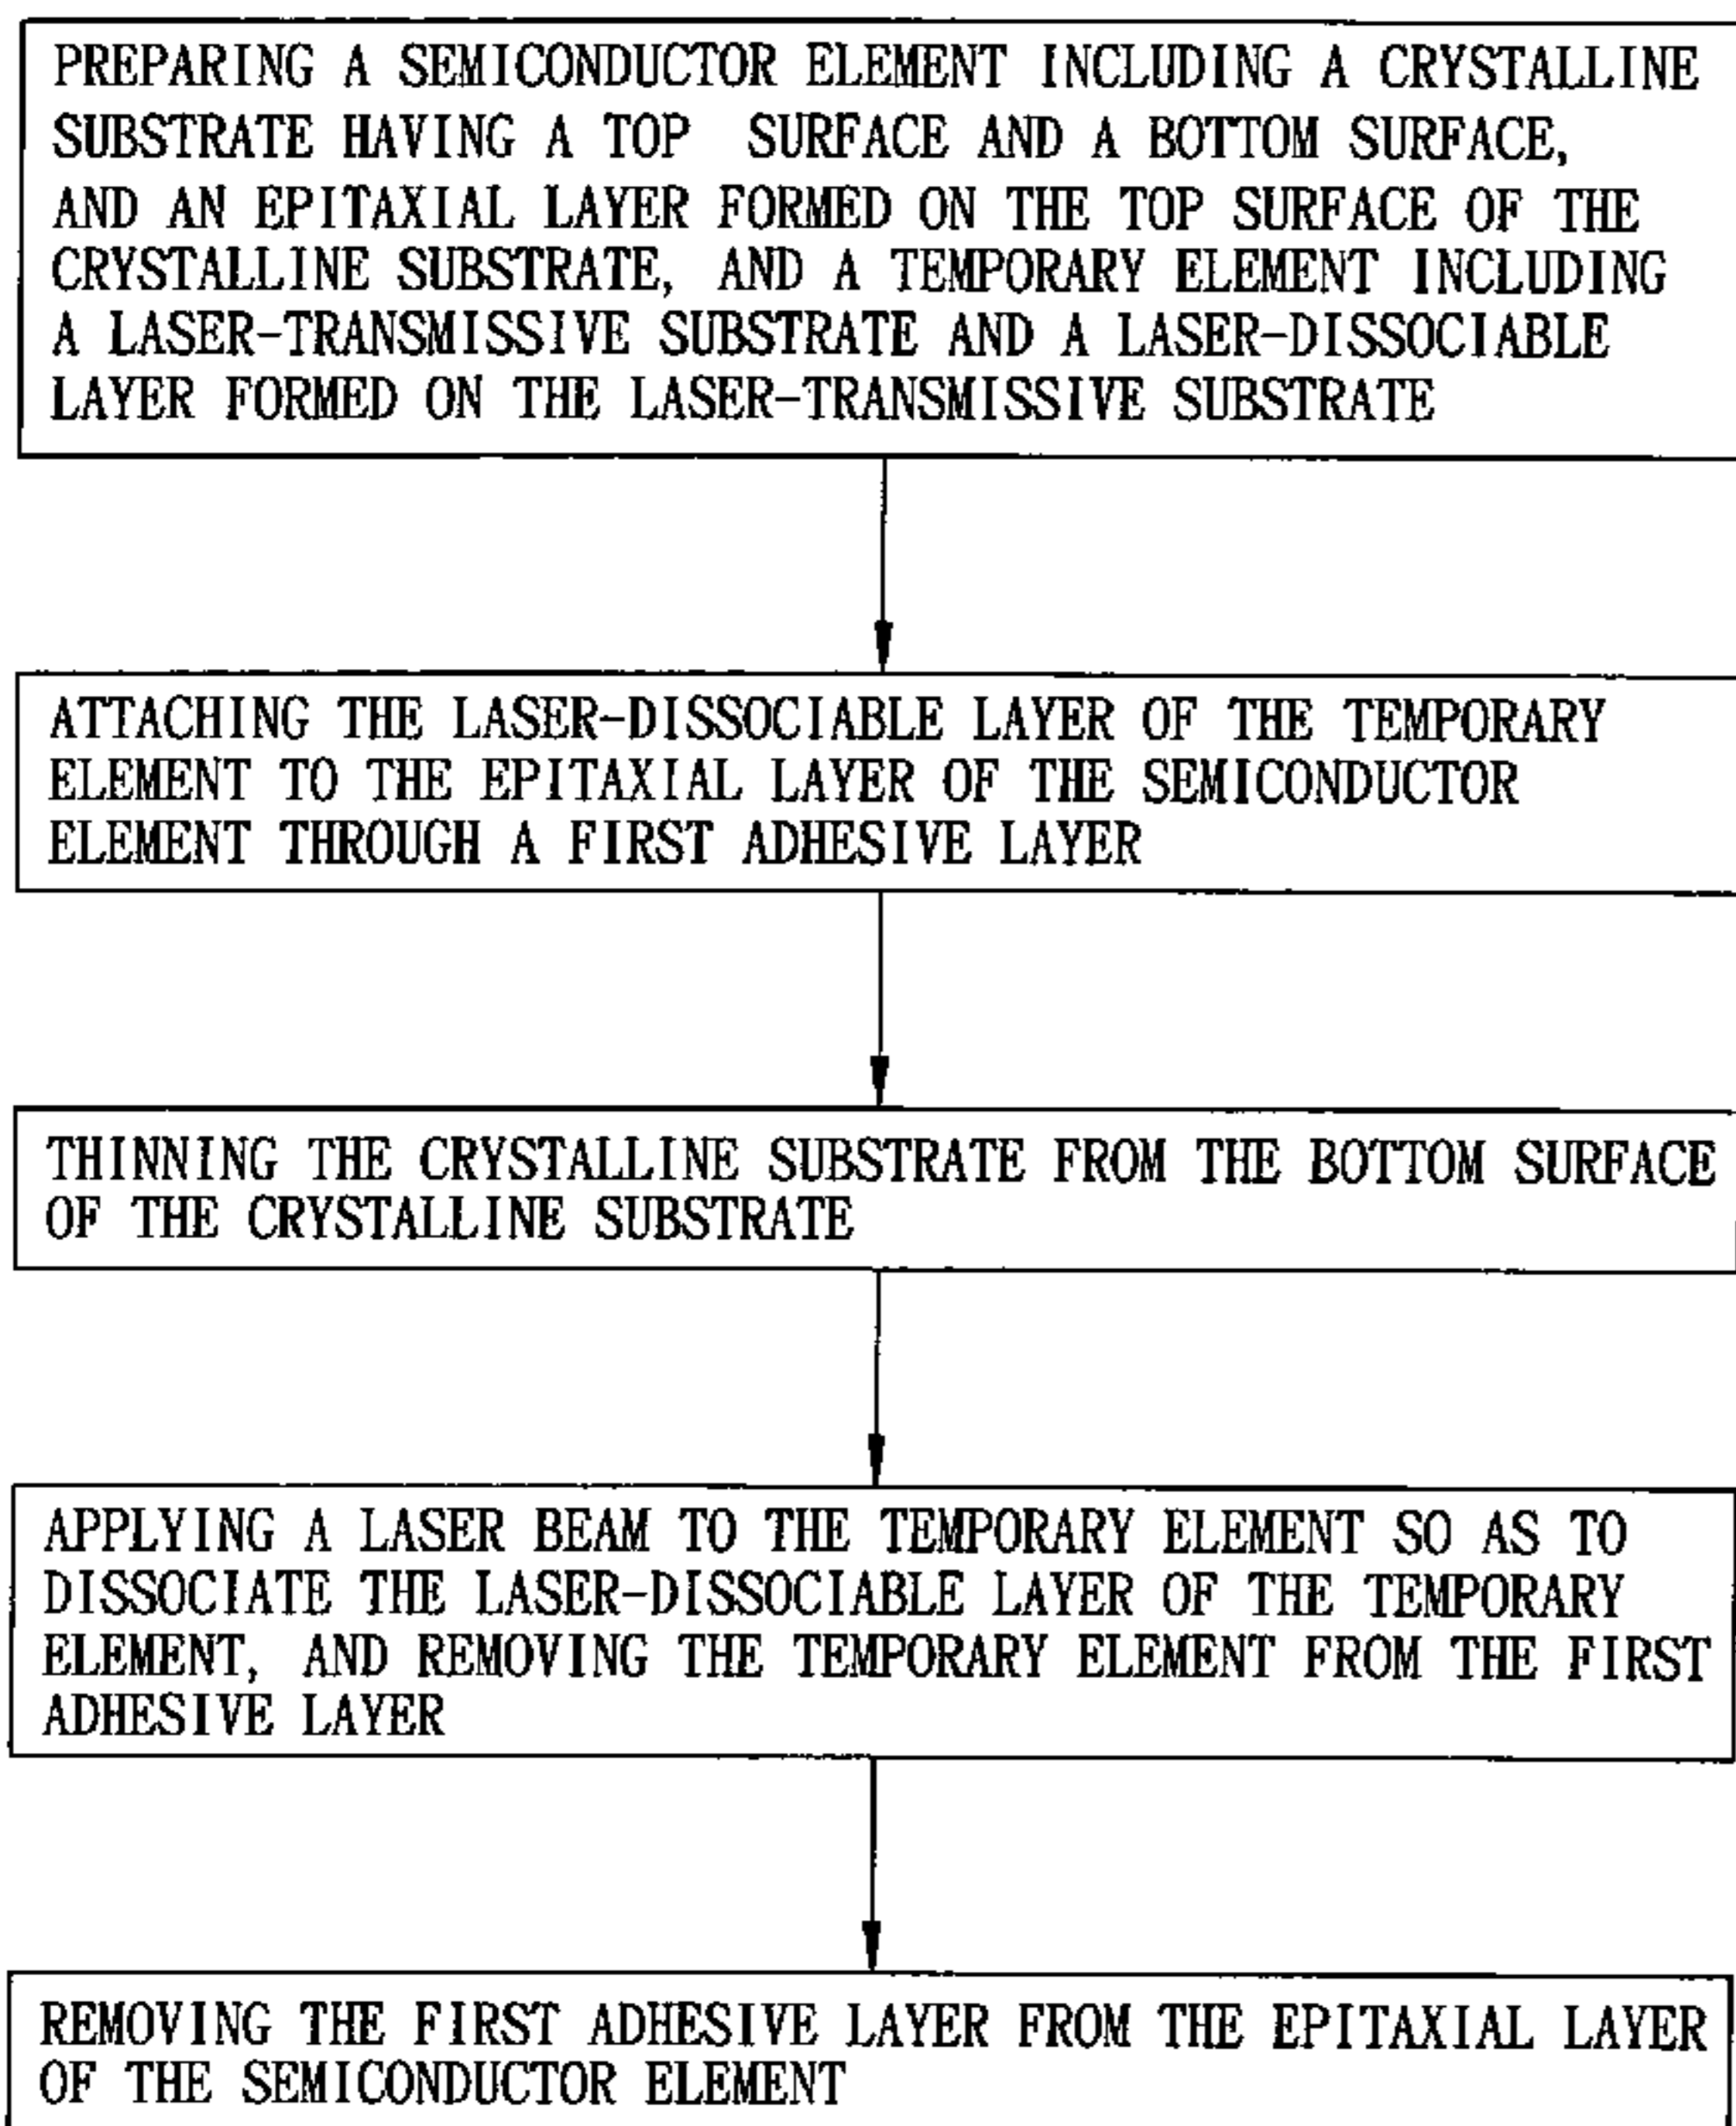 PREPARING A SEMICONDUCTOR ELEMENT INCLUDING A CRYSTALLINE
SUBSTRATE HAVING A TOP SURFACE AND A BOTTOM SURFACE,
AND AN EPITAXIAL LAYER FORMED ON THE TOP SURFACE OF THE
CRYSTALLINE SUBSTRATE, AND A TEMPORARY ELEMENT INCLUDING
A LASER-TRANSMISSIVE SUBSTRATE AND A LASER-DISSOCIABLE
LAYER FORMED ON THE LASER-TRANSMISSIVE SUBSTRATE
ATTACHING THE LASER-DISSOCIABLE LAYER OF THE TEMPORARY
ELEMENT TO THE EPITAXIAL LAYER OF THE SEMICONDUCTOR
ELEMENT THROUGH A FIRST ADHESIVE LAYER
THINNING THE CRYSTALLINE SUBSTRATE FROM THE BOTTOM SURFACE
OF THE CRYSTALLINE SUBSTRATE
APPLYING A LASER BEAM TO THE TEMPORARY ELEMENT SO AS TO
DISSOCIATE THE LASER-DISSOCIABLE LAYER OF THE TEMPORARY
ELEMENT, AND REMOVING THE TEMPORARY ELEMENT FROM THE FIRST
ADHESIVE LAYER
REMOVING THE FIRST ADHESIVE LAYER FROM THE EPITAXIAL LAYER
OF THE SEMICONDUCTOR ELEMENT